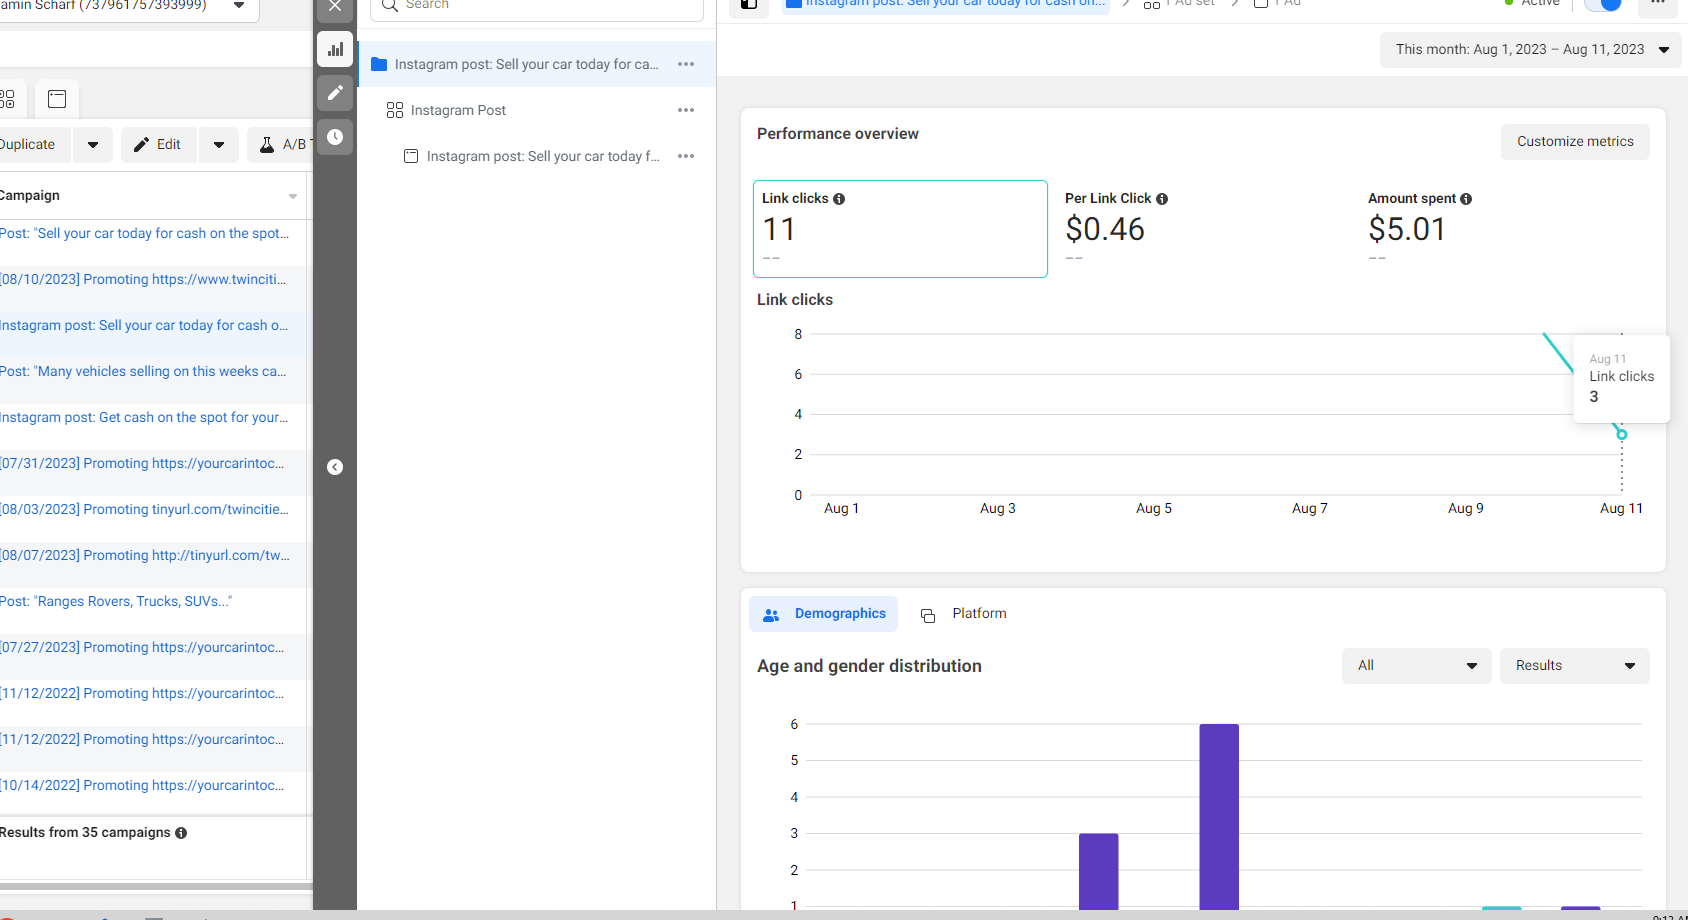 amin Scharf (737961757393999)
Duplicate
Edit
A/B T
Campaign
Post: "Sell your car today for cash on the spot...
[08/10/2023] Promoting https://www.twinciti...
Instagram post: Sell your car today for cash o...
Post: "Many vehicles selling on this weeks ca...
Instagram post: Get cash on the spot for your...
[07/31/2023] Promoting https://yourcarintoc...
[08/03/2023] Promoting tinyurl.com/twincitie...
[08/07/2023] Promoting http://tinyurl.com/tw...
Post: "Ranges Rovers, Trucks, SUVs..."
[07/27/2023] Promoting https://yourcarintoc...
[11/12/2022] Promoting https://yourcarintoc...
[11/12/2022] Promoting https://yourcarintoc...
[10/14/2022] Promoting https://yourcarintoc...
Results from 35 campaigns
Search
Instagram post: Sell your car today for ca...
Instagram Post
Instagram post: Sell your car today f...
Instagram post: Sell your car today for cash on...
1 Ad set
1 Ad
Active
This month: Aug 1, 2023 – Aug 11, 2023
Performance overview
Customize metrics
Link clicks
11
--
Per Link Click
$0.46
--
Amount spent
$5.01
--
Link clicks
8
6
4
2
0
Aug 1
Aug 3
Aug 5
Aug 7
Aug 9
Aug 11
Aug 11
Link clicks
3
Demographics
Platform
Age and gender distribution
All
Results
6
5
4
3
2
1